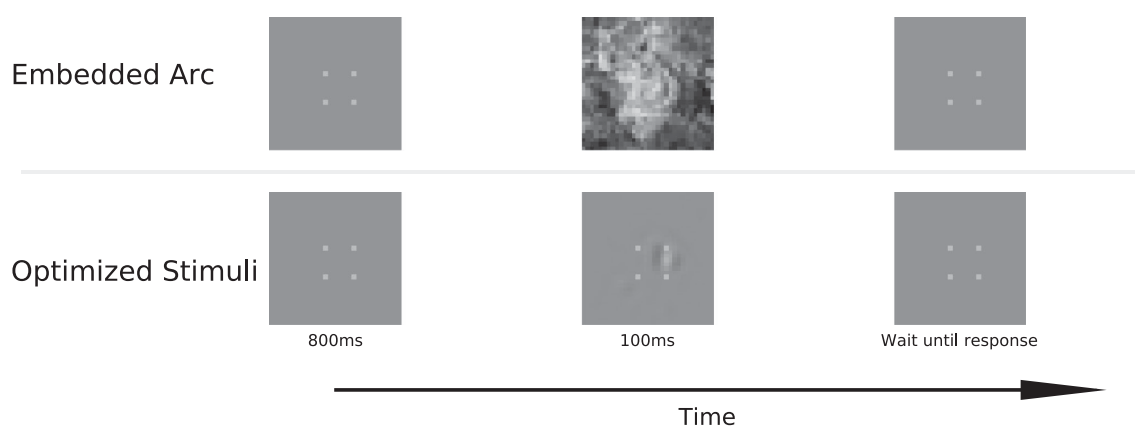 Embedded Arc
Optimized Stimuli
800ms
100ms
Wait until response
Time